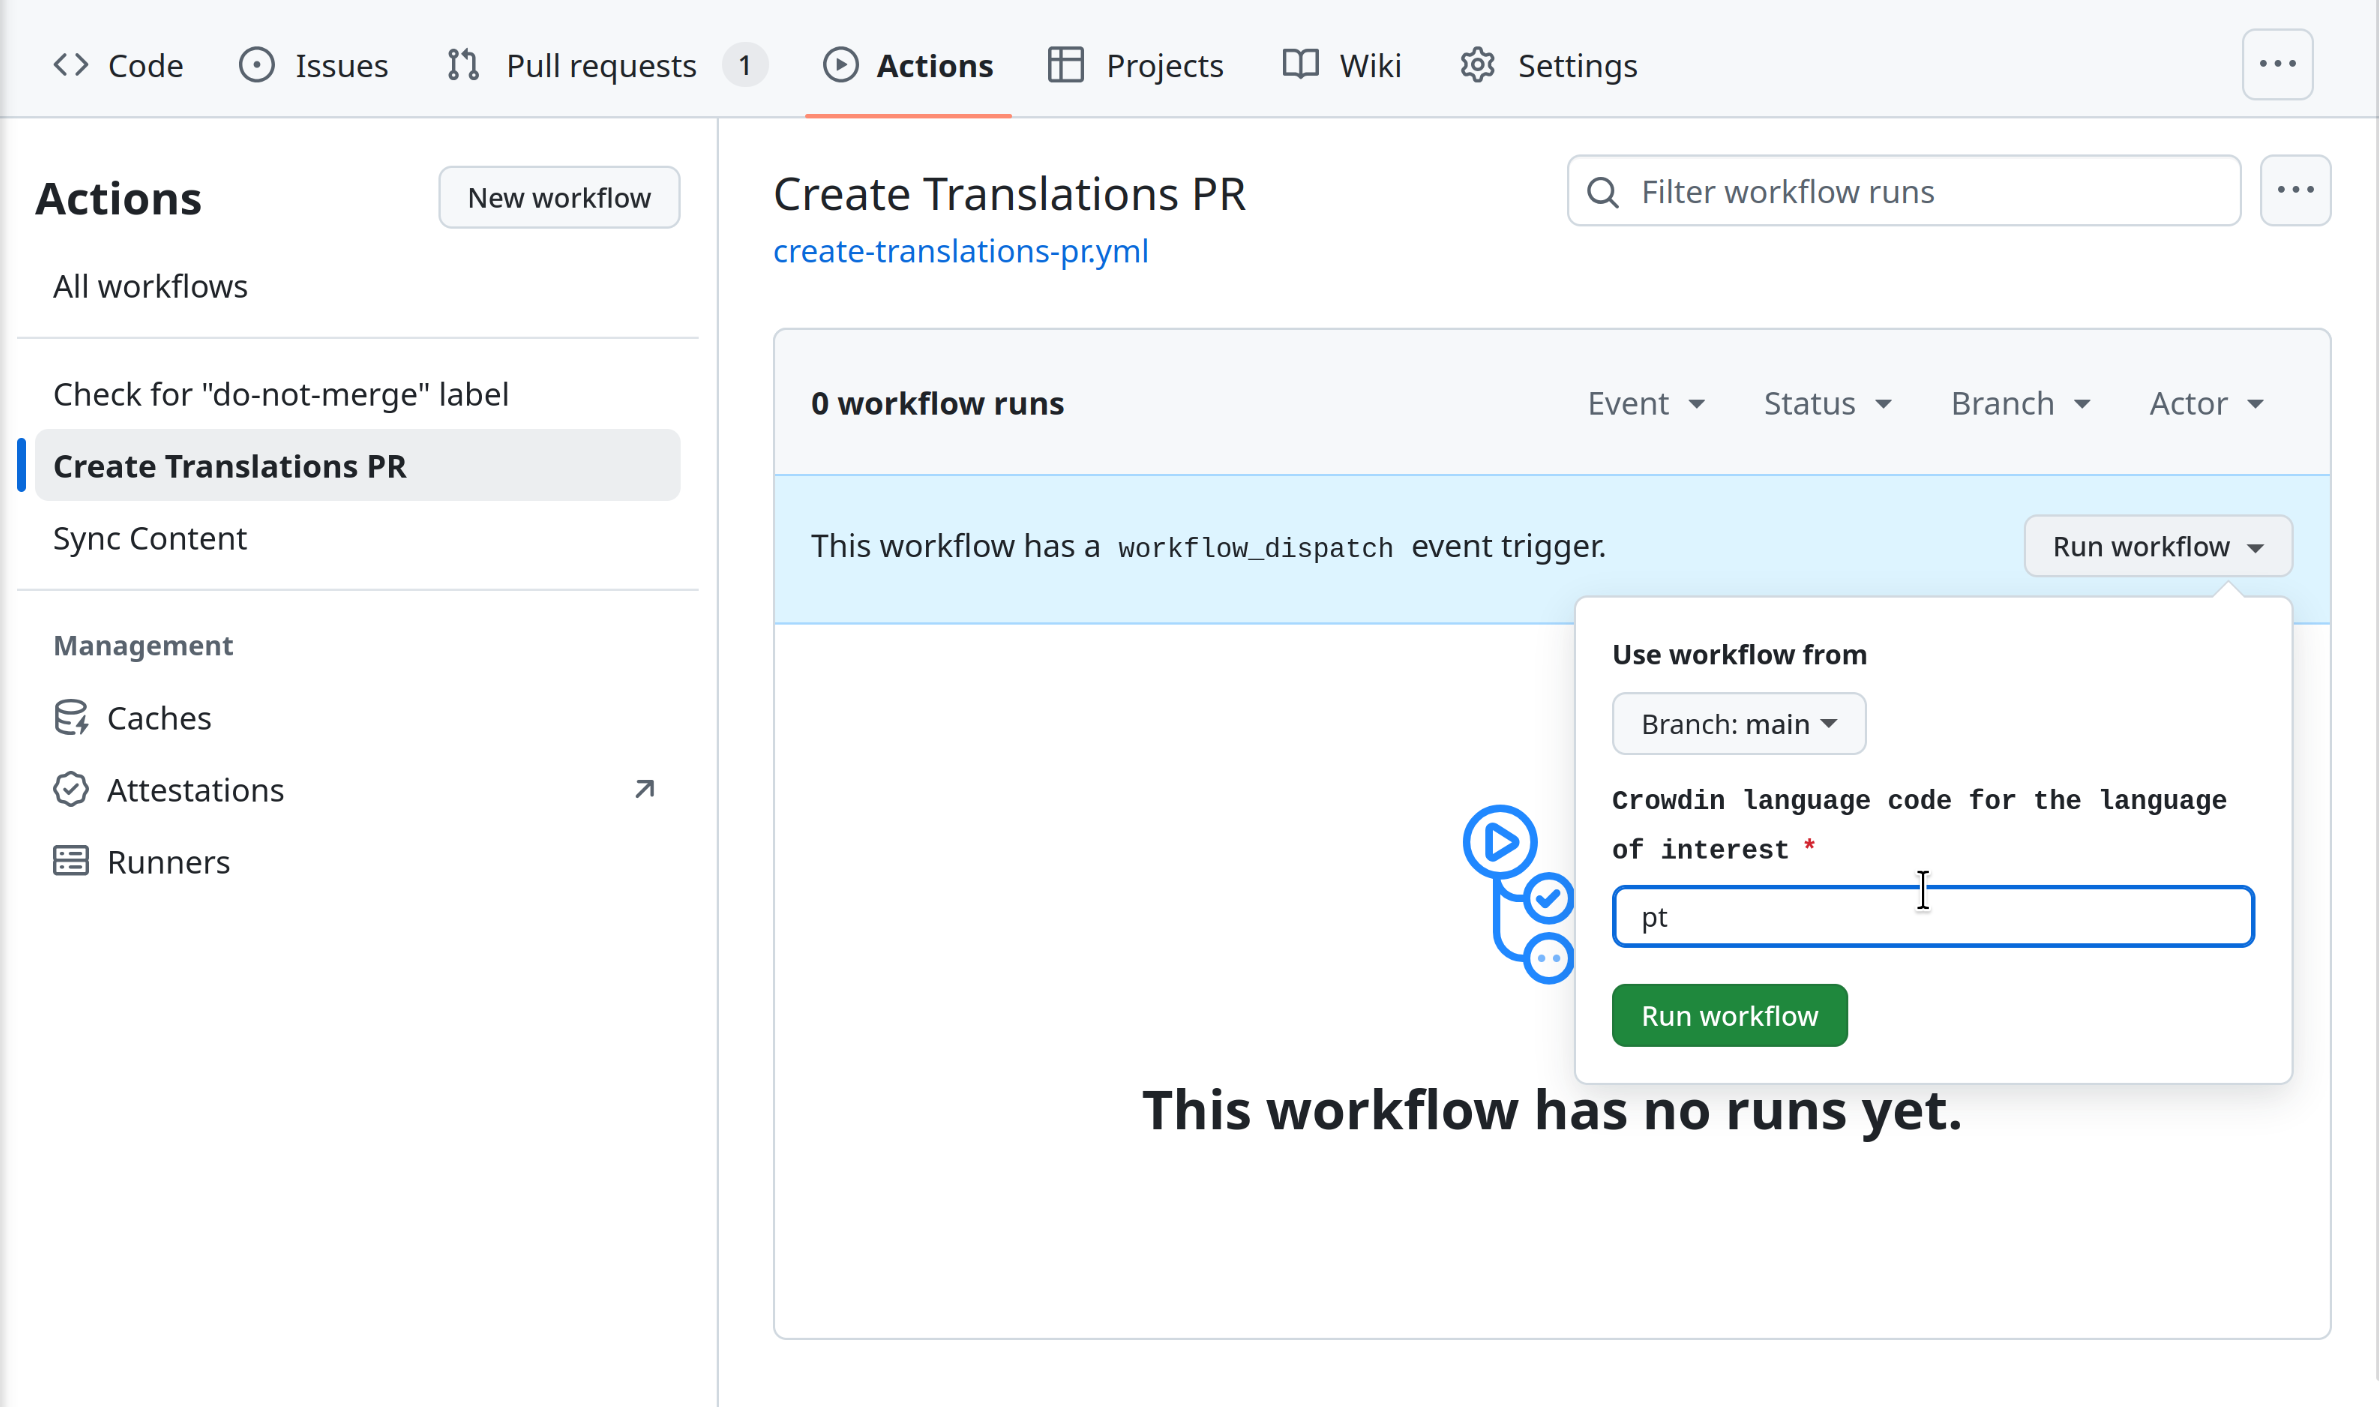 Code Issues Pull requests 1 Actions Projects Wiki Settings
Actions
New workflow
All workflows
Check for "do-not-merge" label
Create Translations PR
Sync Content
Management
Caches
Attestations
Runners
Create Translations PR
create-translations-pr.yml
Filter workflow runs
0 workflow runs
Event Status Branch Actor
This workflow has a workflow_dispatch event trigger.
Run workflow
Use workflow from
Branch: main
Crowdin language code for the language
of interest *
pt
Run workflow
This workflow has no runs yet.